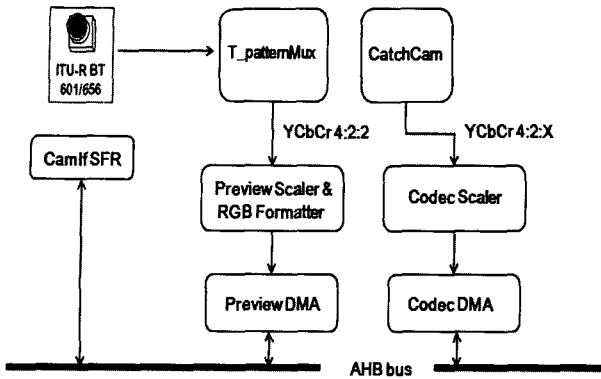 ITU-R BT
601/656
T_patternMux
CatchCam
YCbCr 4:2:2
YCbCr 4:2:X
CamIf SFR
Preview Scaler &
RGB Formatter
Codec Scaler
Preview DMA
Codec DMA
AHB bus